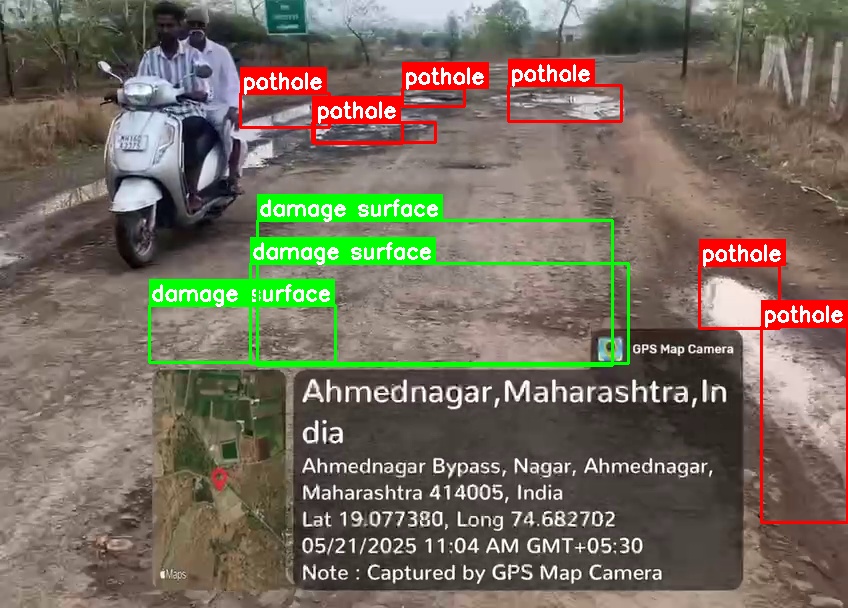 pothole
pothole
pothole
pothole
damage surface
damage surface
pothole
damage surface
pothole
GPS Map Camera
Ahmednagar,Maharashtra,In
dia
Ahmednagar Bypass, Nagar, Ahmednagar,
Maharashtra 414005, India
Lat 19.077380, Long 74.682702
05/21/2025 11:04 AM GMT+05:30
Note : Captured by GPS Map Camera
Maps